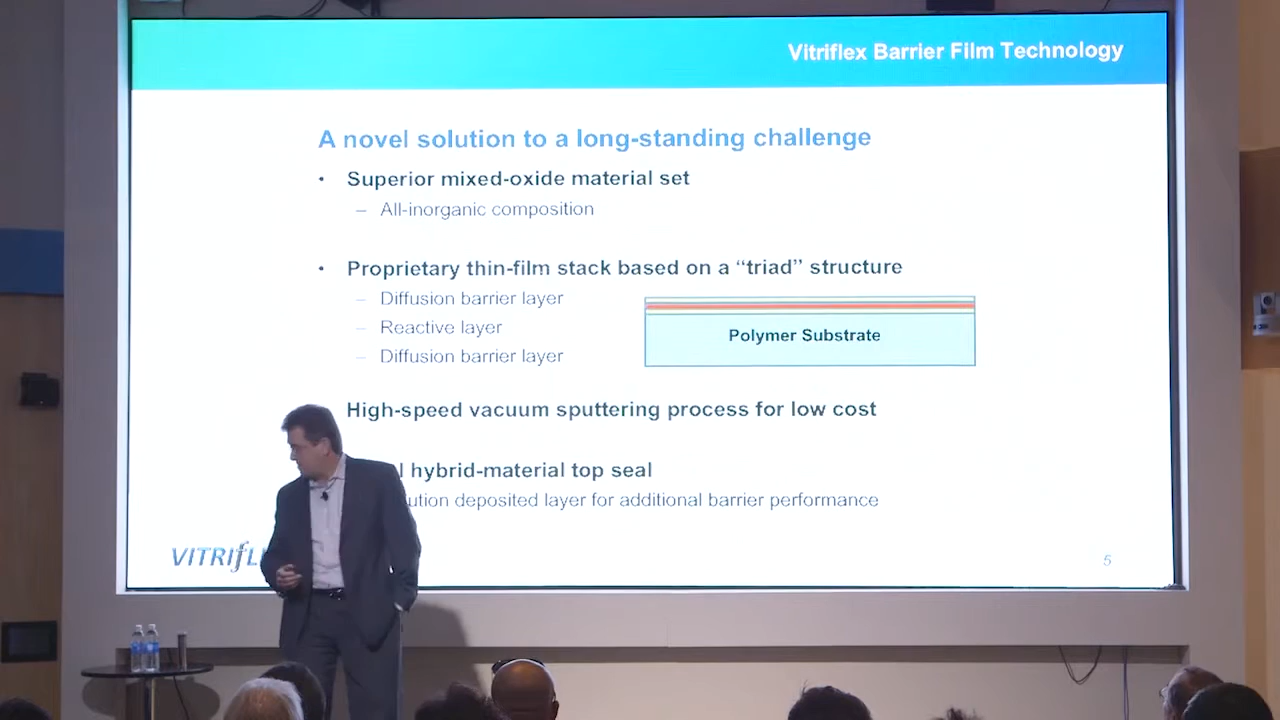 Vitriflex Barrier Film Technology
A novel solution to a long-standing challenge
• Superior mixed-oxide material set
– All-inorganic composition
• Proprietary thin-film stack based on a “triad” structure
– Diffusion barrier layer
– Reactive layer
– Diffusion barrier layer
Polymer Substrate
High-speed vacuum sputtering process for low cost
hybrid-material top seal
deposited layer for additional barrier performance
5